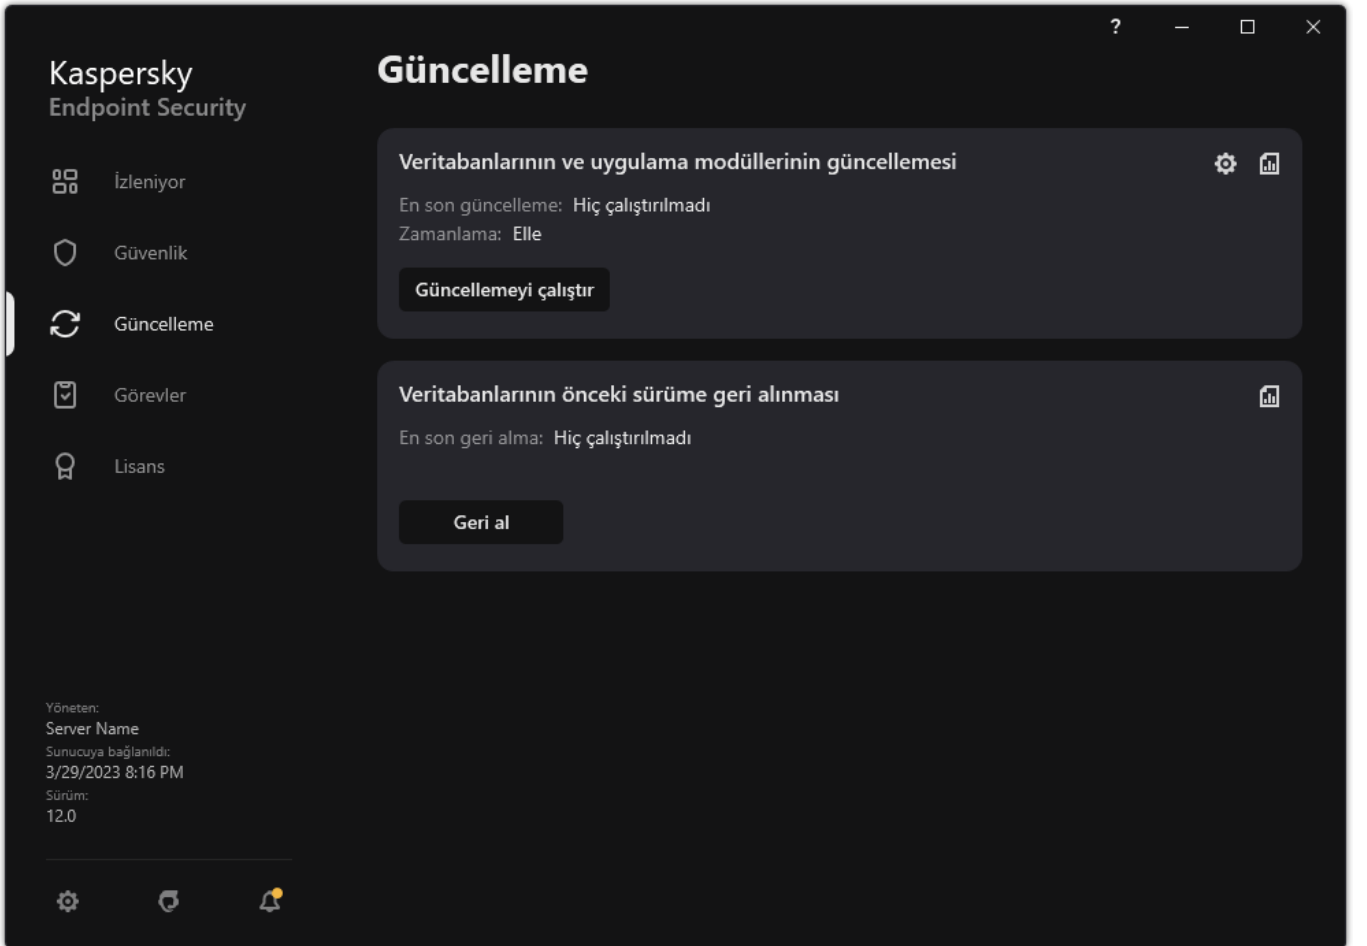 ?
Kaspersky
Endpoint Security
İzleniyor
Güvenlik
Güncelleme
Görevler
Lisans
Yöneten:
Server Name
Sunucuya bağlanıldı:
3/29/2023 8:16 PM
Sürüm:
12.0
Güncelleme
Veritabanlarının ve uygulama modüllerinin güncellemesi
En son güncelleme: Hiç çalıştırılmadı
Zamanlama: Elle
Güncellemeyi çalıştır
Veritabanlarının önceki sürüme geri alınması
En son geri alma: Hiç çalıştırılmadı
Geri al